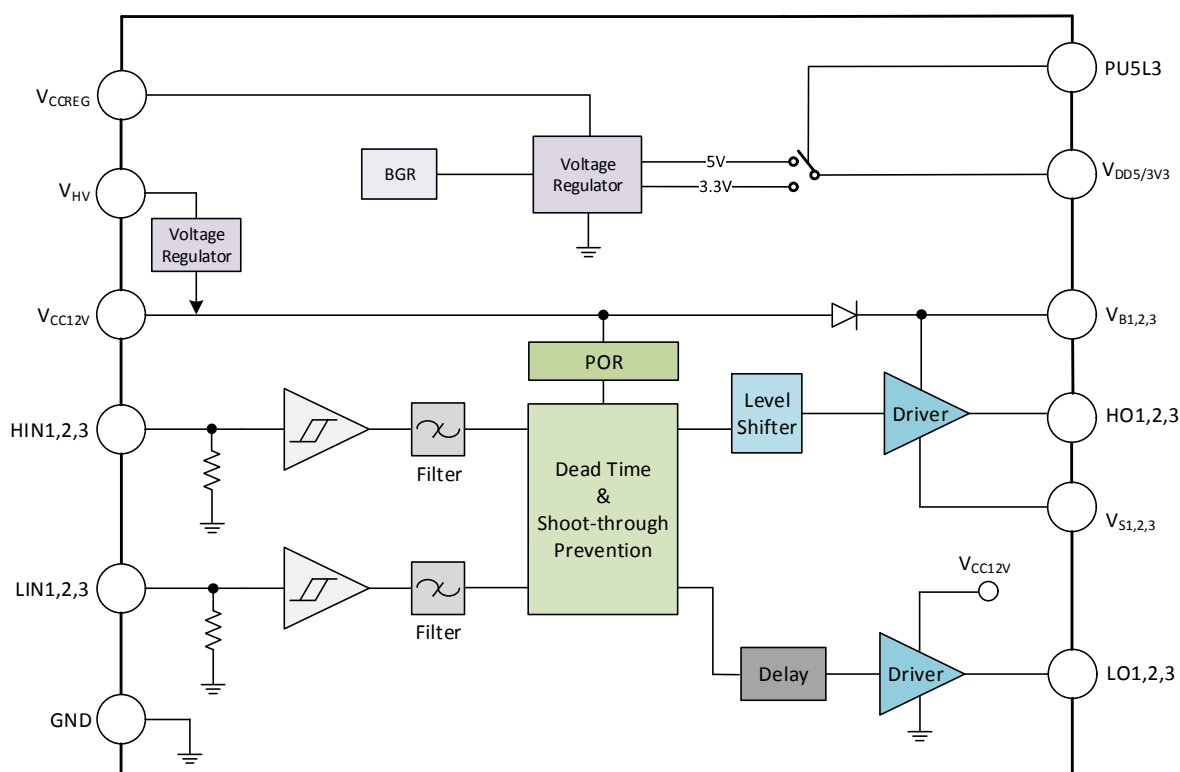 PU5L3
VCCREG
BGR
Voltage
Regulator
5V
3.3V
VDD5/3V3
VHV
Voltage
Regulator
VCC12V
VB1,2,3
POR
HIN1,2,3
Filter
Level
Shifter
Driver
HO1,2,3
Dead Time
&
Shoot-through
Prevention
VS1,2,3
LIN1,2,3
Filter
VCC12V
Delay
Driver
LO1,2,3
GND